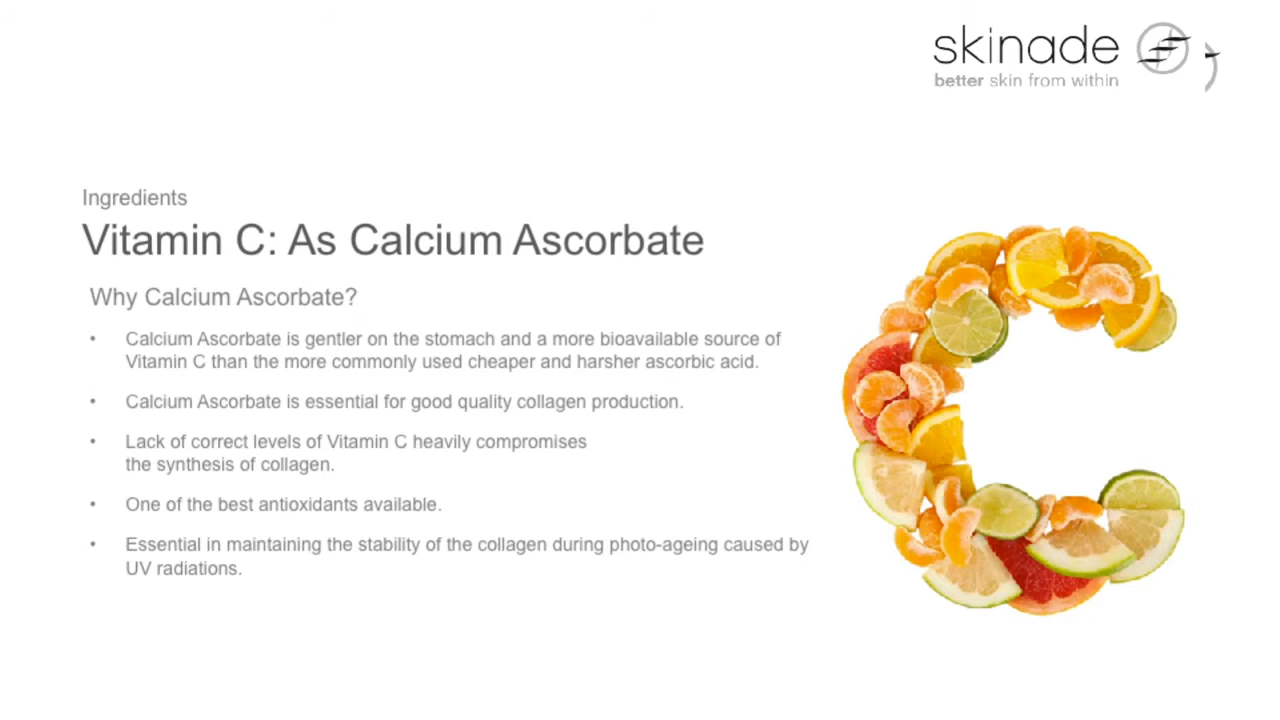 skinade
better skin from within
Ingredients
Vitamin C: As Calcium Ascorbate
Why Calcium Ascorbate?
• Calcium Ascorbate is gentler on the stomach and a more bioavailable source of
Vitamin C than the more commonly used cheaper and harsher ascorbic acid.
• Calcium Ascorbate is essential for good quality collagen production.
• Lack of correct levels of Vitamin C heavily compromises
the synthesis of collagen.
• One of the best antioxidants available.
• Essential in maintaining the stability of the collagen during photo-ageing caused by
UV radiations.